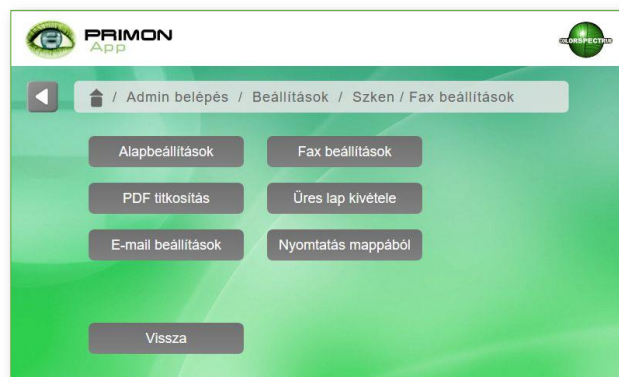 PRIMON
App
COLORSPECTRUM
/ Admin belépés / Beállítások / Szken / Fax beállítások
Alapbeállítások Fax beállítások
PDF titkosítás Üres lap kivétele
E-mail beállítások Nyomtatás mappából
Vissza